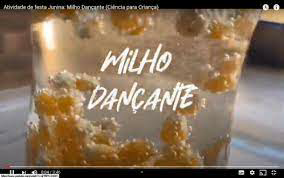 Atividade de festa Junina: Milho Dançante (Ciência para Criança)
MILHO
DANÇANTE